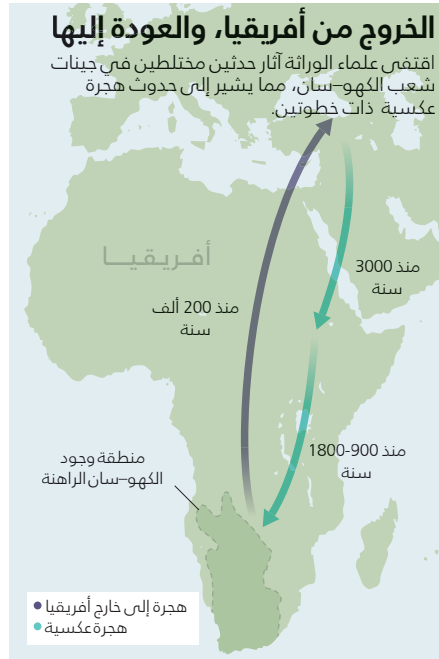 الخروج من أفريقيا، والعودة إليها
اقتفى علماء الوراثة آثار حدثين مختلطين في جينات
شعب الكهو–سان، مما يشير إلى حدوث هجرة
عكسية ذات خطوتين.
أفـريـقيـــا
منذ 3000
سنة
منذ 200 ألف
سنة
منذ 900-1800
سنة
منطقة وجود
الكهو–سان الراهنة
هجرة إلى خارج أفريقيا
هجرة عكسية